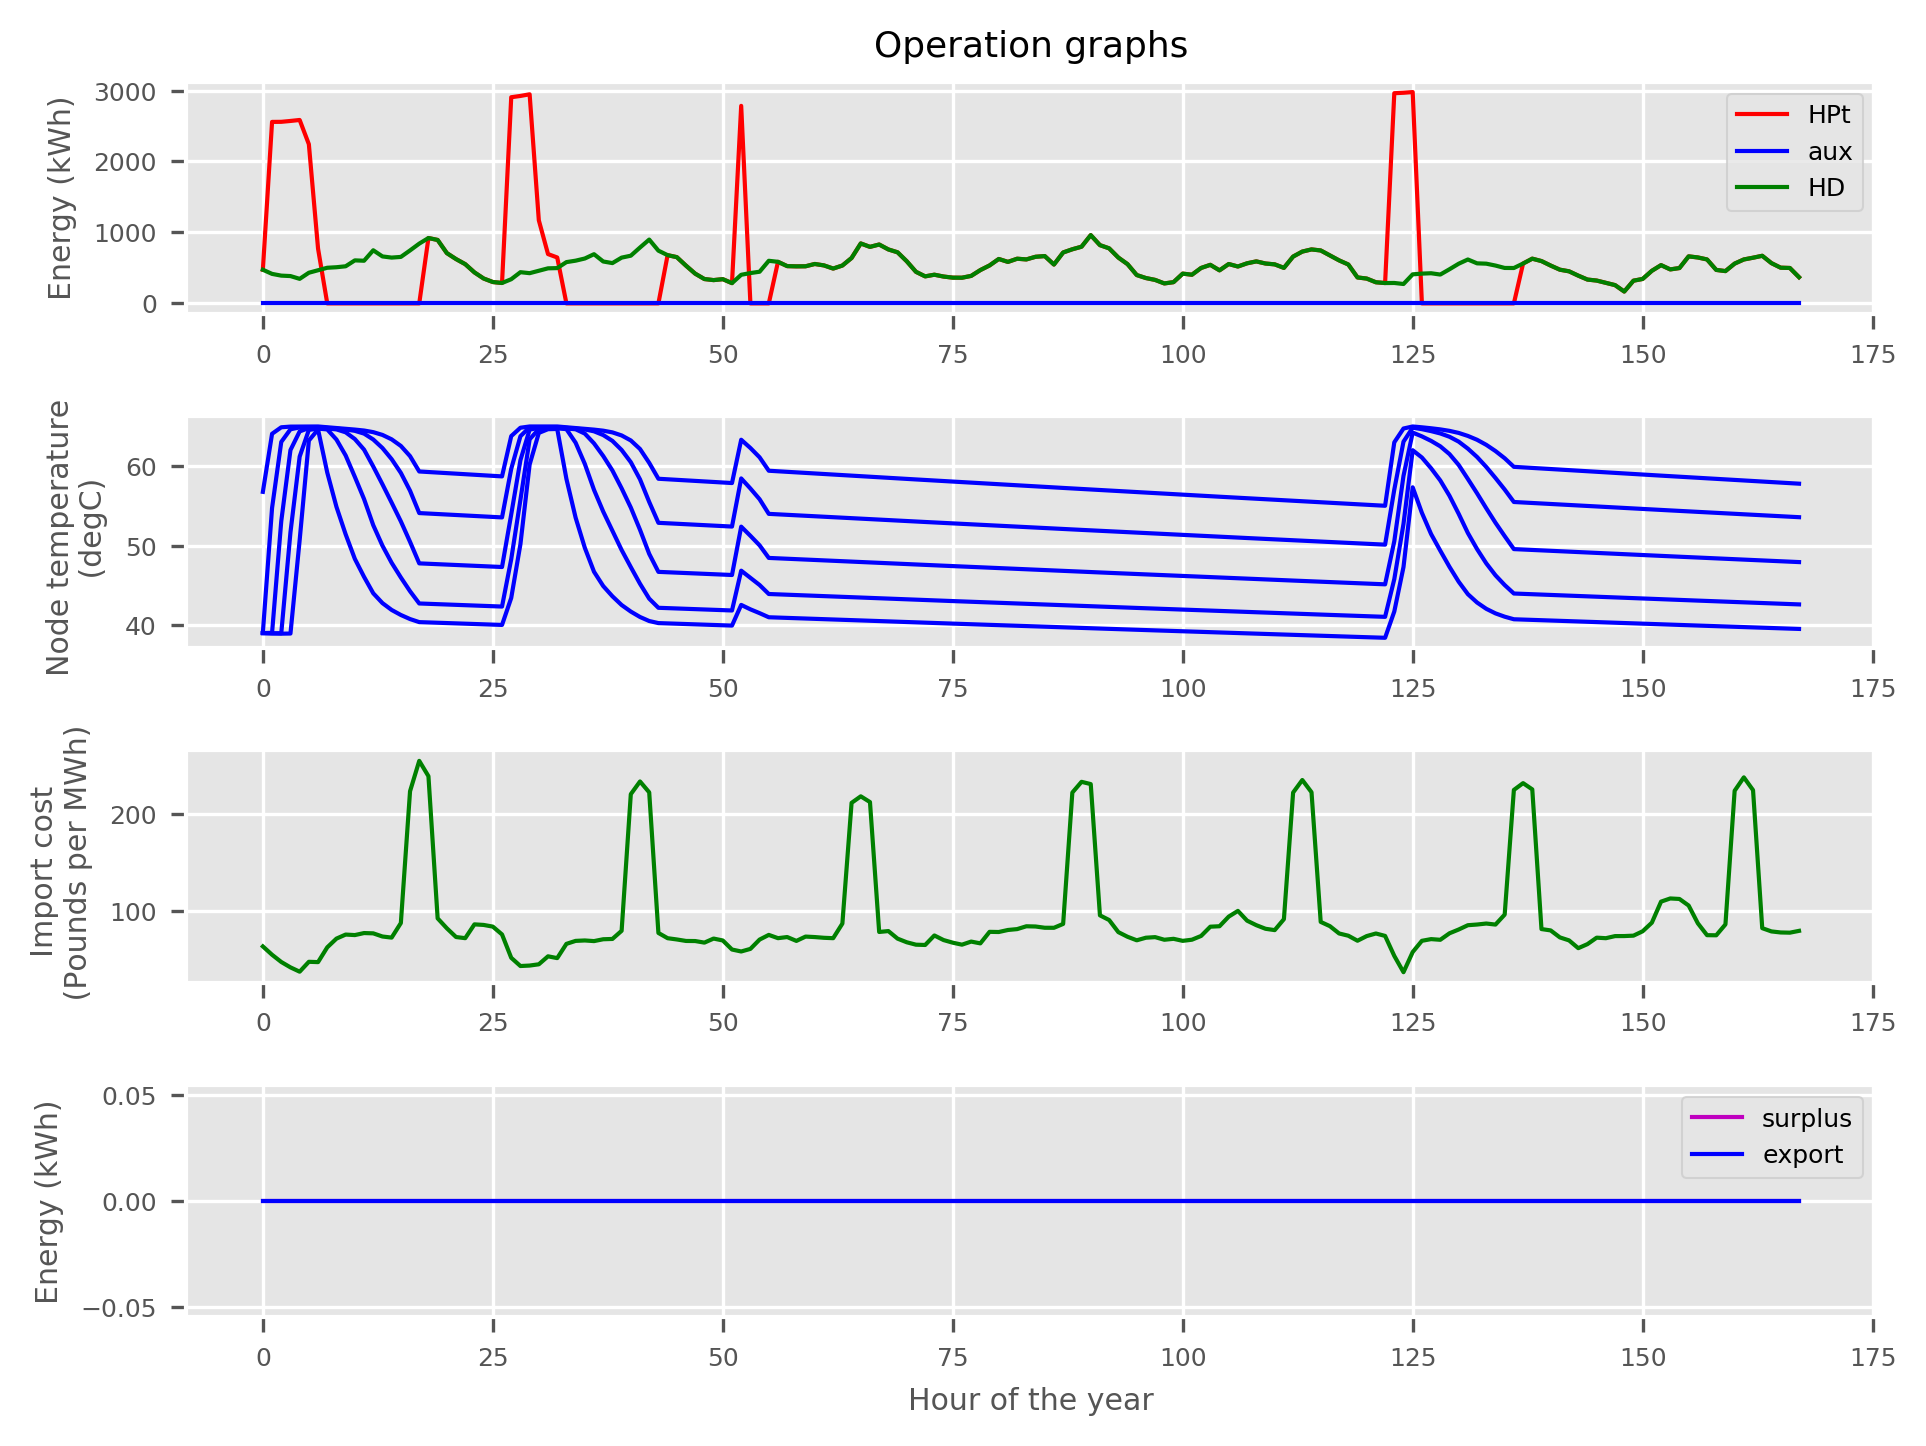 Operation graphs
Energy (kWh)
3000
2000
1000
0
HPt
aux
HD
0 25 50 75 100 125 150 175
Node temperature
(degC)
60
50
40
0 25 50 75 100 125 150 175
Import cost
(Pounds per MWh)
200
100
0 25 50 75 100 125 150 175
Energy (kWh)
0.05
0.00
−0.05
surplus
export
0 25 50 75 100 125 150 175
Hour of the year